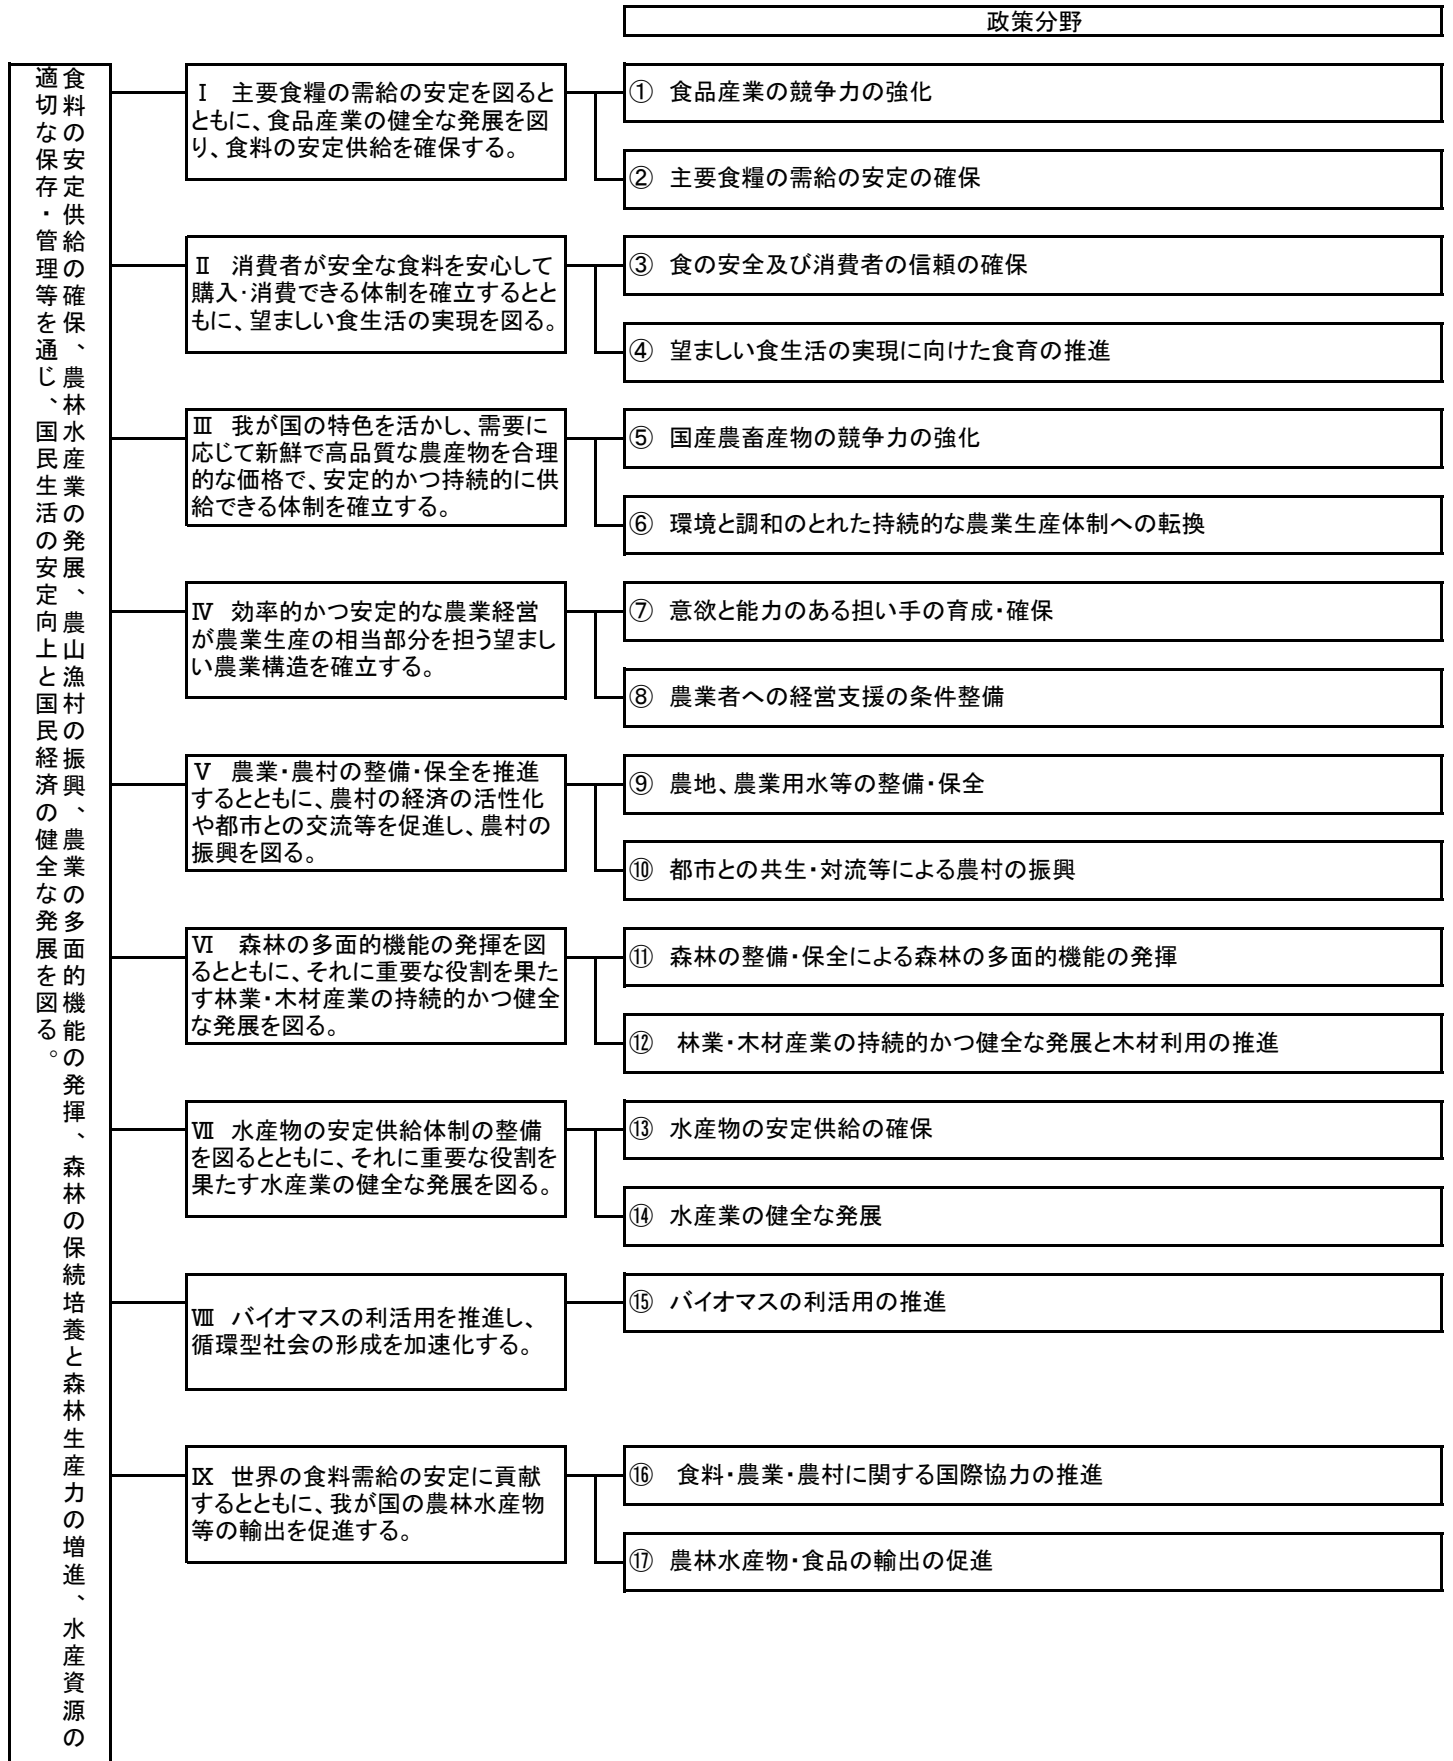 政策分野
食料の安定供給の確保、農林水産業の発展、農山漁村の振興、農業の多面的機能の発揮、森林の保続培養と森林生産力の増進、水産資源の
適切な保存・管理等を通じ、国民生活の安定向上と国民経済の健全な発展を図る。
Ⅰ 主要食糧の需給の安定を図ると
ともに、食品産業の健全な発展を図
り、食料の安定供給を確保する。
① 食品産業の競争力の強化
② 主要食糧の需給の安定の確保
Ⅱ 消費者が安全な食料を安心して
購入・消費できる体制を確立するとと
もに、望ましい食生活の実現を図る。
③ 食の安全及び消費者の信頼の確保
④ 望ましい食生活の実現に向けた食育の推進
Ⅲ 我が国の特色を活かし、需要に
応じて新鮮で高品質な農産物を合理
的な価格で、安定的かつ持続的に供
給できる体制を確立する。
⑤ 国産農畜産物の競争力の強化
⑥ 環境と調和のとれた持続的な農業生産体制への転換
Ⅳ 効率的かつ安定的な農業経営
が農業生産の相当部分を担う望まし
い農業構造を確立する。
⑦ 意欲と能力のある担い手の育成・確保
⑧ 農業者への経営支援の条件整備
Ⅴ 農業・農村の整備・保全を推進
するとともに、農村の経済の活性化
や都市との交流等を促進し、農村の
振興を図る。
⑨ 農地、農業用水等の整備・保全
⑩ 都市との共生・対流等による農村の振興
Ⅵ 森林の多面的機能の発揮を図
るとともに、それに重要な役割を果た
す林業・木材産業の持続的かつ健全
な発展を図る。
⑪ 森林の整備・保全による森林の多面的機能の発揮
⑫ 林業・木材産業の持続的かつ健全な発展と木材利用の推進
Ⅶ 水産物の安定供給体制の整備
を図るとともに、それに重要な役割を
果たす水産業の健全な発展を図る。
⑬ 水産物の安定供給の確保
⑭ 水産業の健全な発展
Ⅷ バイオマスの利活用を推進し、
循環型社会の形成を加速化する。
⑮ バイオマスの利活用の推進
Ⅸ 世界の食料需給の安定に貢献
するとともに、我が国の農林水産物
等の輸出を促進する。
⑯ 食料・農業・農村に関する国際協力の推進
⑰ 農林水産物・食品の輸出の促進